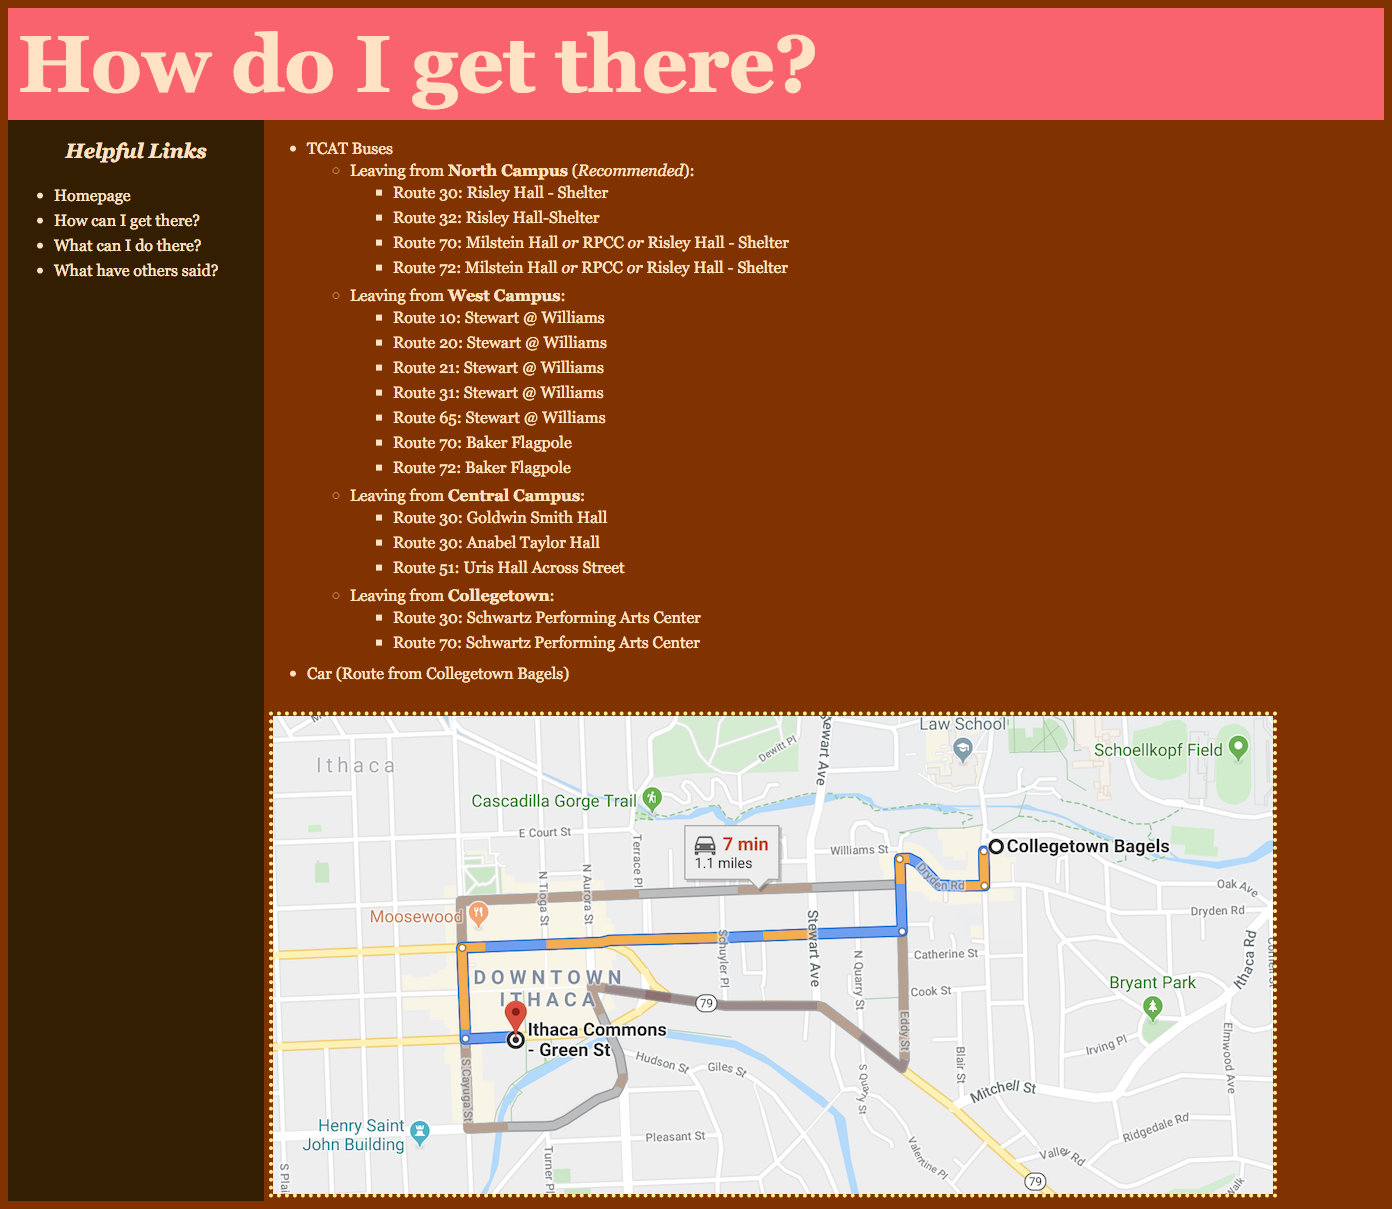 How do I get there?
Helpful Links
Homepage
How can I get there?
What can I do there?
What have others said?
TCAT Buses
Leaving from North Campus (Recommended):
Route 30: Risley Hall - Shelter
Route 32: Risley Hall-Shelter
Route 70: Milstein Hall or RPCC or Risley Hall - Shelter
Route 72: Milstein Hall or RPCC or Risley Hall - Shelter
Leaving from West Campus:
Route 10: Stewart @ Williams
Route 20: Stewart @ Williams
Route 21: Stewart @ Williams
Route 31: Stewart @ Williams
Route 65: Stewart @ Williams
Route 70: Baker Flagpole
Route 72: Baker Flagpole
Leaving from Central Campus:
Route 30: Goldwin Smith Hall
Route 30: Anabel Taylor Hall
Route 51: Uris Hall Across Street
Leaving from Collegetown:
Route 30: Schwartz Performing Arts Center
Route 70: Schwartz Performing Arts Center
Car (Route from Collegetown Bagels)
Law School
Dewitt Pl
Stewart Ave
Schoellkopf Field
Ithaca
Cascadilla Gorge Trail
E Court St
7 min
1.1 miles
Terrace Pl
Williams St
Collegetown Bagels
Dryden Rd
Oak Ave
N Tioga St
N Aurora St
Moosewood
Dryden Rd
Stewart Ave
Schuyler Pl
Catherine St
N Quarry St
Ithaca Rd
DOWNTOWN
ITHACA
Cook St
Bryant Park
79
Ithaca Commons
- Green St
Eddy St
Irving Pl
Elmwood Ave
Hudson St
Giles St
Blair St
S Quarry St
Mitchell St
S Cayuga St
Henry Saint
John Building
Pleasant St
Ridgedale Rd
Valley Rd
Valentine Pl
Turner Pl
S Plai
79
Walk